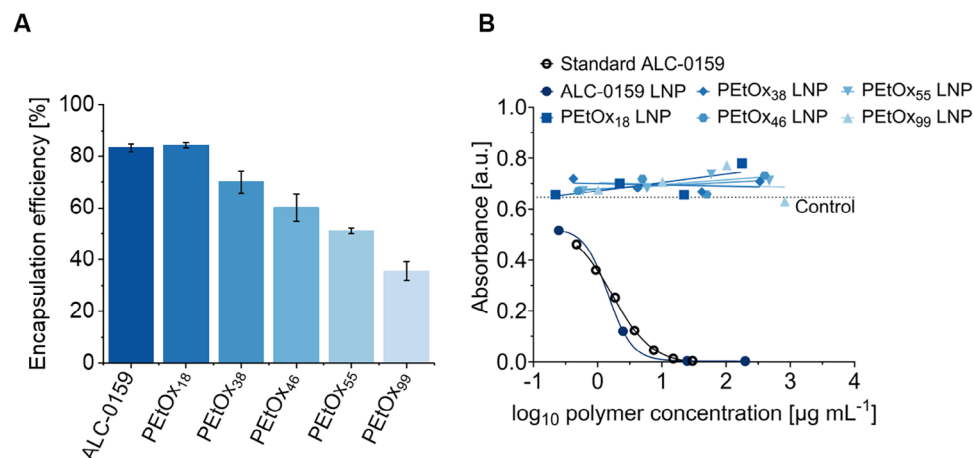 A
Encapsulation efficiency [%]
100
80
60
40
20
0
ALC-0159
PEtOX₁₈
PEtOX₃₈
PEtOX₄₆
PEtOX₅₅
PEtOX₉₉
B
Standard ALC-0159
ALC-0159 LNP
PEtOx₃₈ LNP
PEtOx₅₅ LNP
PEtOx₁₈ LNP
PEtOx₄₆ LNP
PEtOx₉₉ LNP
Absorbance [a.u.]
1.0
0.8
0.6
0.4
0.2
0.0
Control
-1
0
1
2
3
4
log₁₀ polymer concentration [µg mL⁻¹]